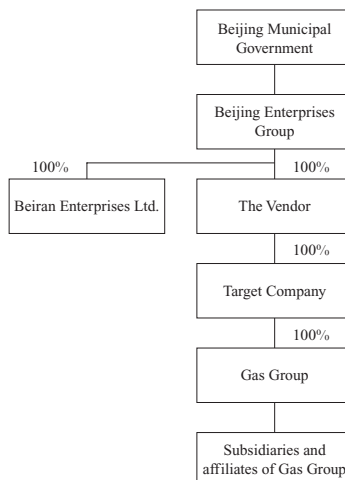 Beijing Municipal
Government
Beijing Enterprises
Group
100%
100%
Beiran Enterprises Ltd.
The Vendor
100%
Target Company
100%
Gas Group
Subsidiaries and
affiliates of Gas Group